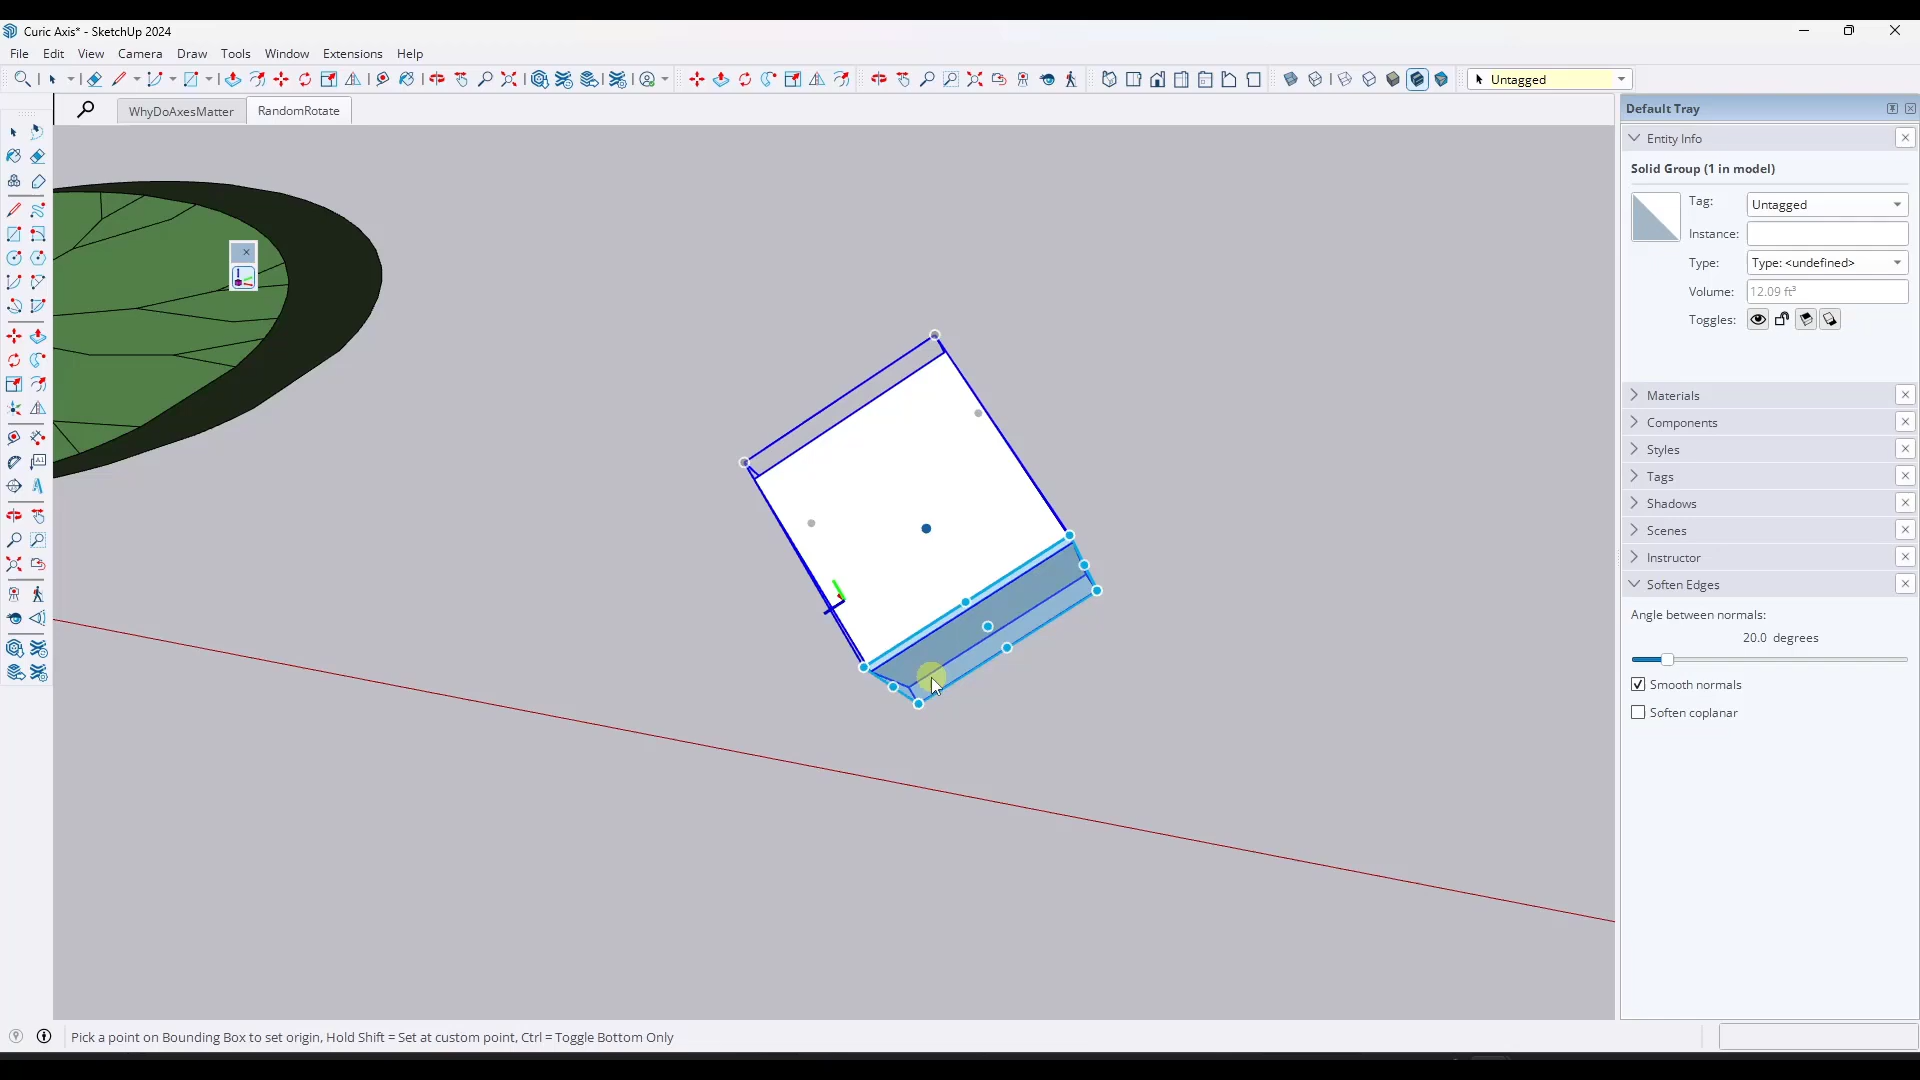 Curic Axis* - SketchUp 2024
File Edit View Camera Draw Tools Window Extensions Help
Untagged
WhyDoAxesMatter RandomRotate
Default Tray
Entity Info
Solid Group (1 in model)
Tag: Untagged
Instance:
Type: Type: <undefined>
Volume: 12.09 ft³
Toggles:
Materials
Components
Styles
Tags
Shadows
Scenes
Instructor
Soften Edges
Angle between normals:
20.0 degrees
Smooth normals
Soften coplanar
Pick a point on Bounding Box to set origin, Hold Shift = Set at custom point, Ctrl = Toggle Bottom Only